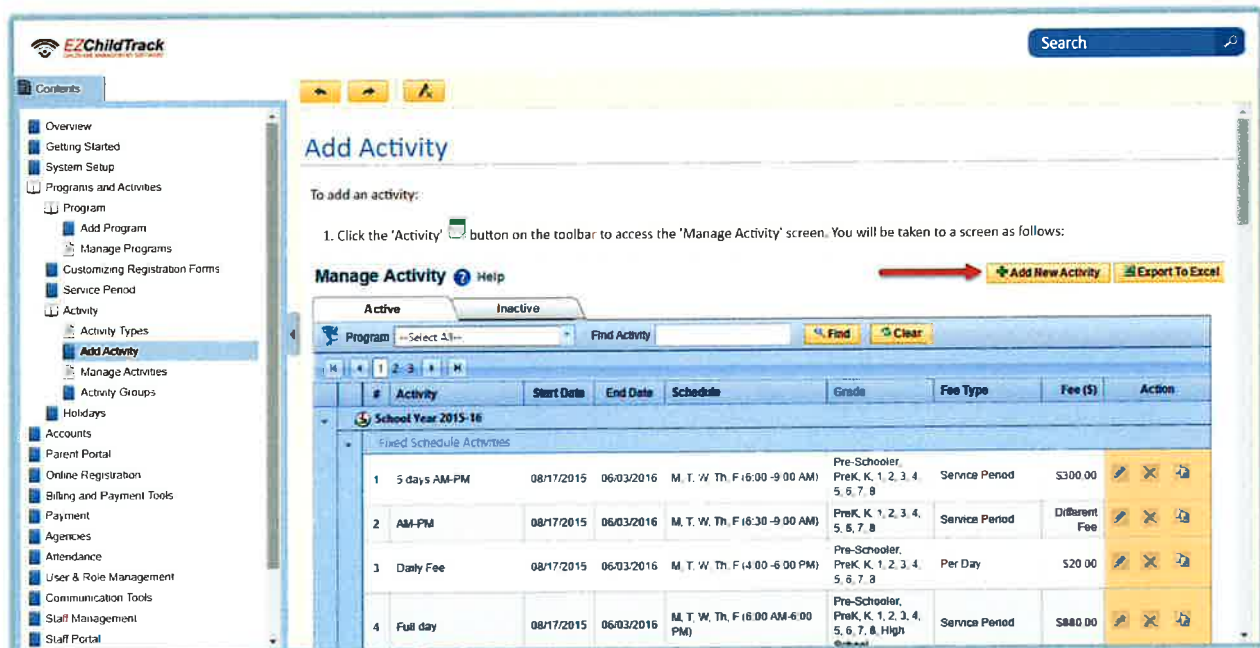 EZChildTrack
Search
Contents
Overview
Getting Started
System Setup
Programs and Activities
Program
Add Program
Manage Programs
Customizing Registration Forms
Service Period
Activity
Activity Types
Add Activity
Manage Activities
Activity Groups
Holidays
Accounts
Parent Portal
Online Registration
Billing and Payment Tools
Payment
Agencies
Attendance
User & Role Management
Communication Tools
Staff Management
Staff Portal
Add Activity
To add an activity:
1. Click the 'Activity' button on the toolbar to access the 'Manage Activity' screen. You will be taken to a screen as follows:
Manage Activity ? Help
Add New Activity Export To Excel
Active Inactive
Program --Select All-- Find Activity Find Clear
1 2 3
# Activity Start Date End Date Schedule Grade Fee Type Fee ($) Action
School Year 2015-16
Fixed Schedule Activities
1 5 days AM-PM 08/17/2015 06/03/2016 M, T, W, Th, F (6:00 -9:00 AM) Pre-Schooler, PreK, K, 1, 2, 3, 4, 5, 6, 7, 8 Service Period $300.00
2 AM-PM 08/17/2015 06/03/2016 M, T, W, Th, F (6:30 -9:00 AM) PreK, K, 1, 2, 3, 4, 5, 6, 7, 8 Service Period Different Fee
3 Daily Fee 08/17/2015 06/03/2016 M, T, W, Th, F (4:00 -6:00 PM) Pre-Schooler, PreK, K, 1, 2, 3, 4, 5, 6, 7, 8 Per Day $20.00
4 Full day 08/17/2015 06/03/2016 M, T, W, Th, F (6:00 AM-6:00 PM) Pre-Schooler, PreK, K, 1, 2, 3, 4, 5, 6, 7, 8, High Service Period $880.00